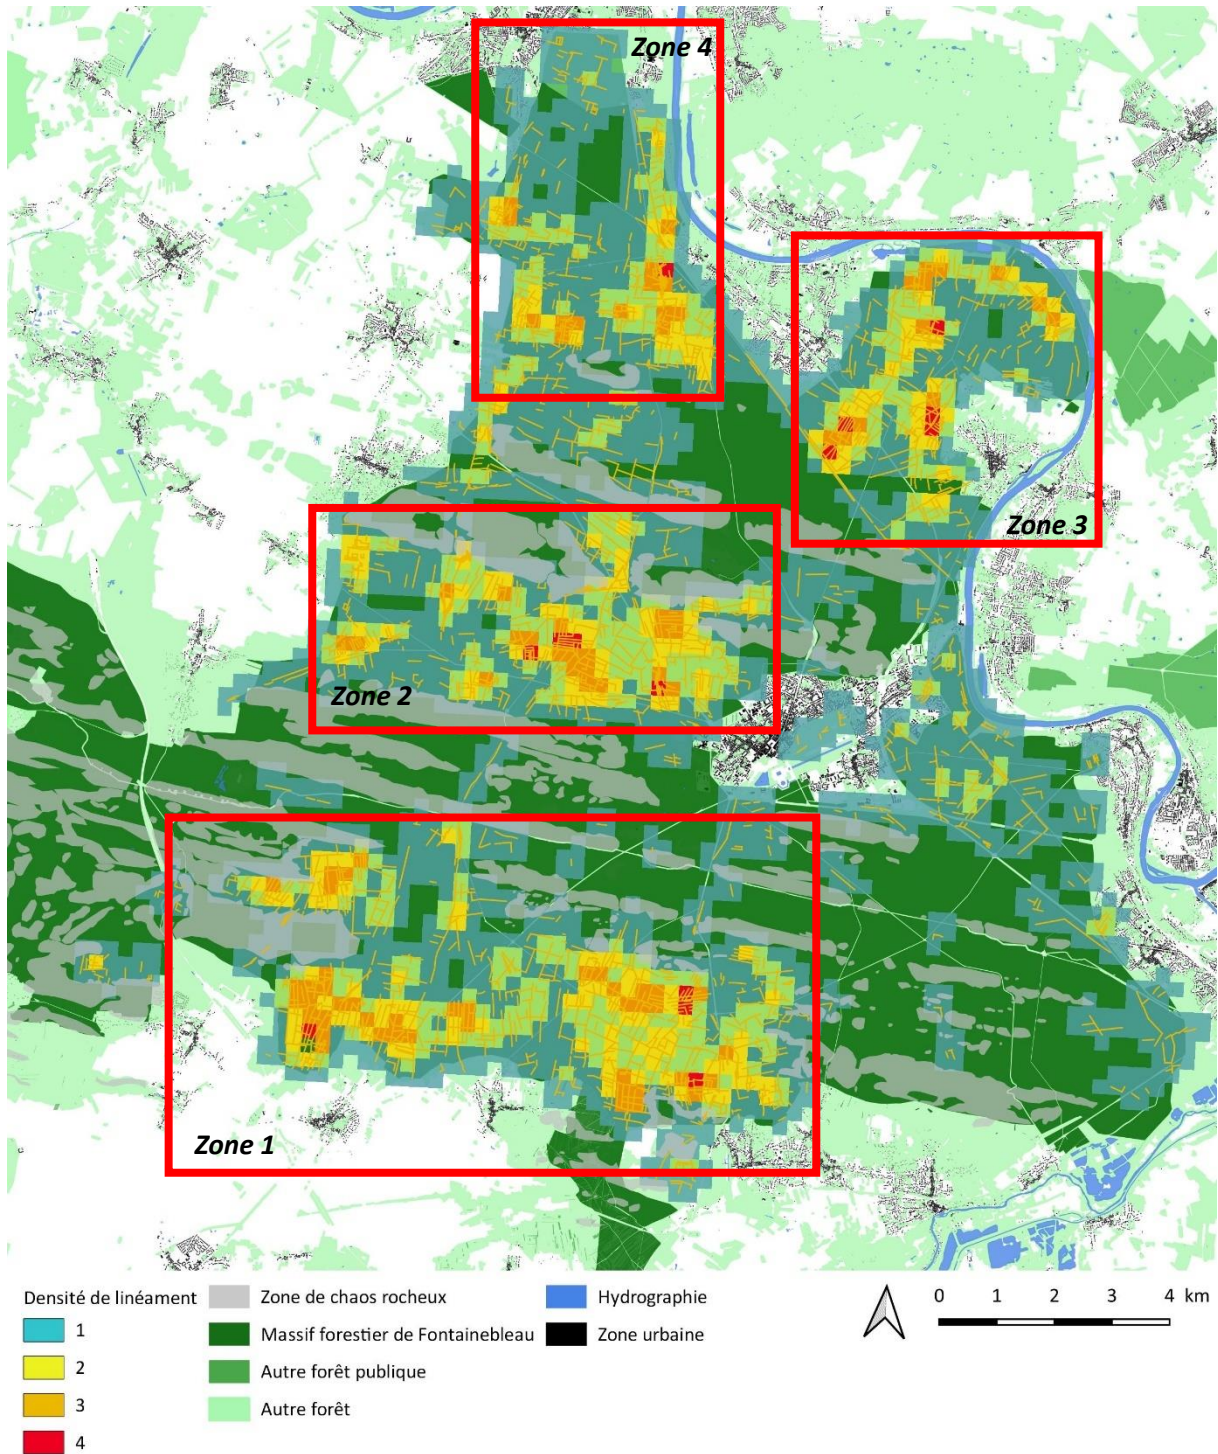 Zone 4
Zone 3
Zone 2
Zone 1
Densité de linéament
1
2
3
4
Zone de chaos rocheux
Massif forestier de Fontainebleau
Autre forêt publique
Autre forêt
Hydrographie
Zone urbaine
0 1 2 3 4 km